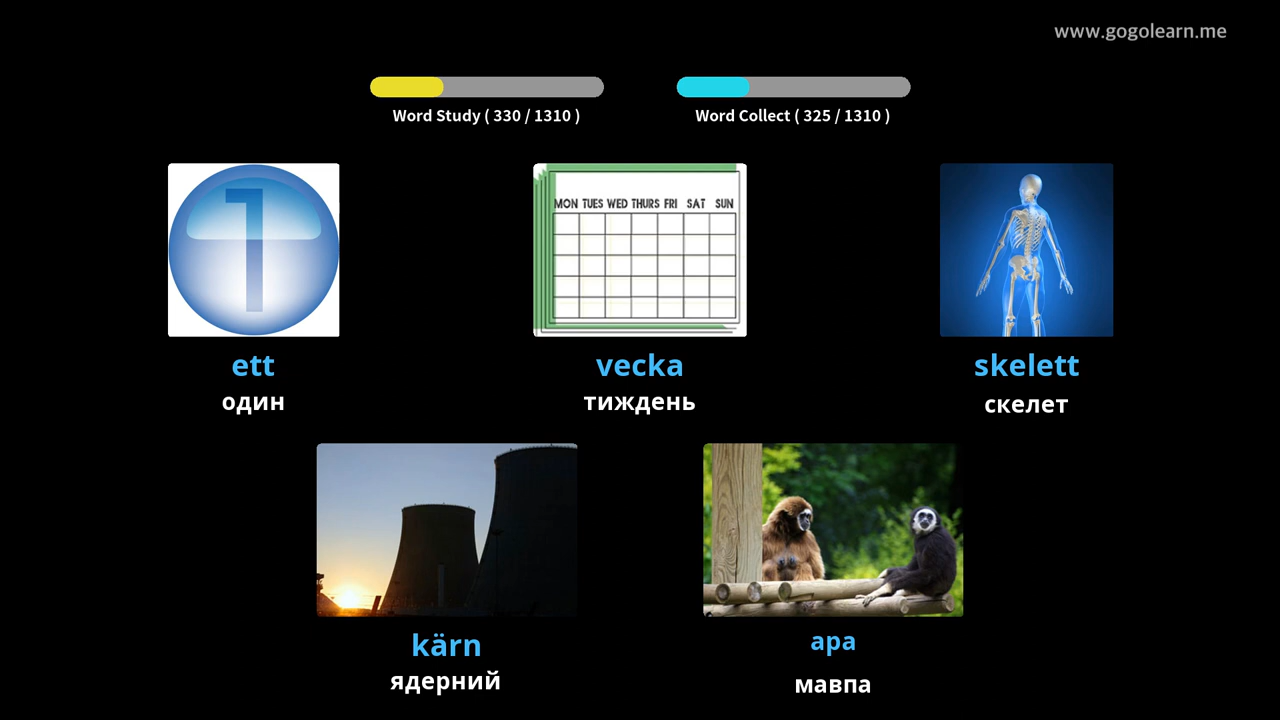 www.gogolearn.me
Word Study ( 330 / 1310 )
Word Collect ( 325 / 1310 )
1
MON TUES WED THURS FRI SAT SUN
ett
vecka
skelett
один
тиждень
скелет
kärn
apa
ядерний
мавпа